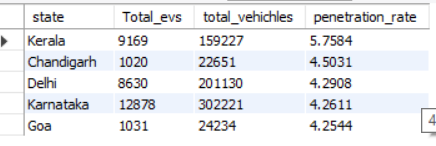 state Total_evs total_vehichles penetration_rate
Kerala 9169 159227 5.7584
Chandigarh 1020 22651 4.5031
Delhi 8630 201130 4.2908
Karnataka 12878 302221 4.2611
Goa 1031 24234 4.2544
4